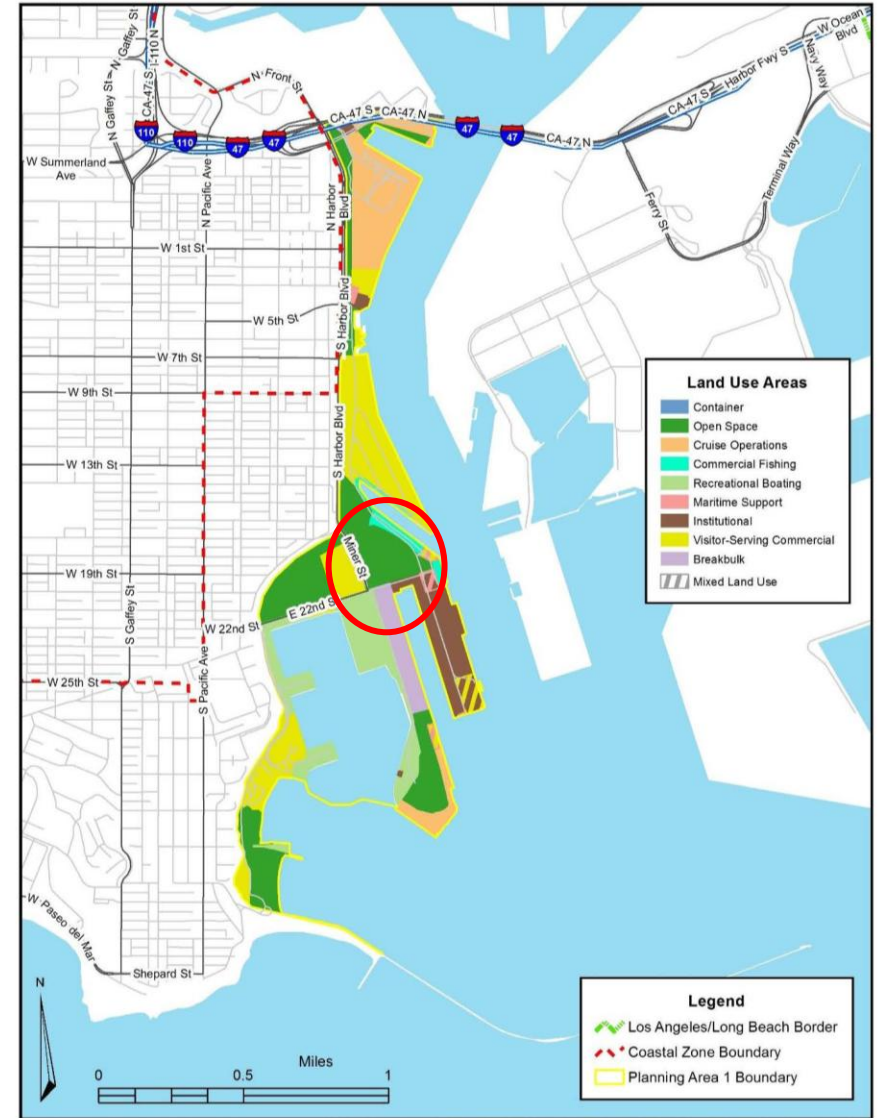 N Gaffey St
I-110 N
CA-47 S
N Gaffey St
N Front St
W Ocean
Blvd
Navy Way
Harbor Fwy S
CA-47 S
CA-47 S
CA-47 N
CA-47 N
110
110
47
47
47
47
W Summerland
Ave
N Pacific Ave
N Harbor
Blvd
Ferry St
Terminal Way
W 1st St
W 5th St
S Harbor Blvd
W 7th St
W 9th St
S Harbor Blvd
W 13th St
Land Use Areas
Container
Open Space
Cruise Operations
Commercial Fishing
Recreational Boating
Maritime Support
Institutional
Visitor-Serving Commercial
Breakbulk
Mixed Land Use
Miner St
W 19th St
S Gaffey St
E 22nd St
W 22nd St
S Pacific Ave
W 25th St
W Paseo del Mar
Shepard St
N
Miles
0
0.5
1
Legend
Los Angeles/Long Beach Border
Coastal Zone Boundary
Planning Area 1 Boundary